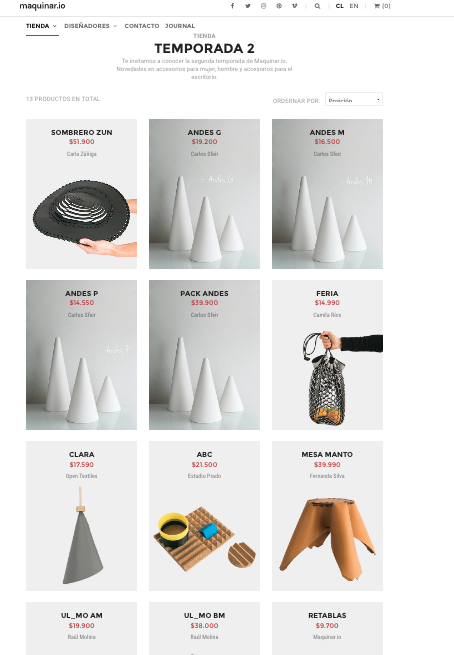 maquinar.io
CL EN (0)
TIENDA DISEÑADORES CONTACTO JOURNAL
TIENDA
TEMPORADA 2
Te invitamos a conocer la segunda temporada de Maquinar.io.
Novedades en accesorios para mujer, hombre y accesorios para el
escritorio.
13 PRODUCTOS EN TOTAL
ORDERNAR POR: Posición
SOMBRERO ZUN
$51.900
Carla Zúñiga
ANDES G
$19.200
Carlos Sfeir
Andes G
ANDES M
$16.500
Carlos Sfeir
ANDES P
$14.550
Carlos Sfeir
PACK ANDES
$39.900
Carlos Sfeir
FERIA
$14.990
Camila Ríos
CLARA
$17.590
Open Textiles
ABC
$21.500
Estudio Prado
MESA MANTO
$39.990
Fernanda Silva
UL_MO AM
$19.900
Raúl Molina
UL_MO BM
$38.000
Raúl Molina
RETABLAS
$9.700
Maquinar.io